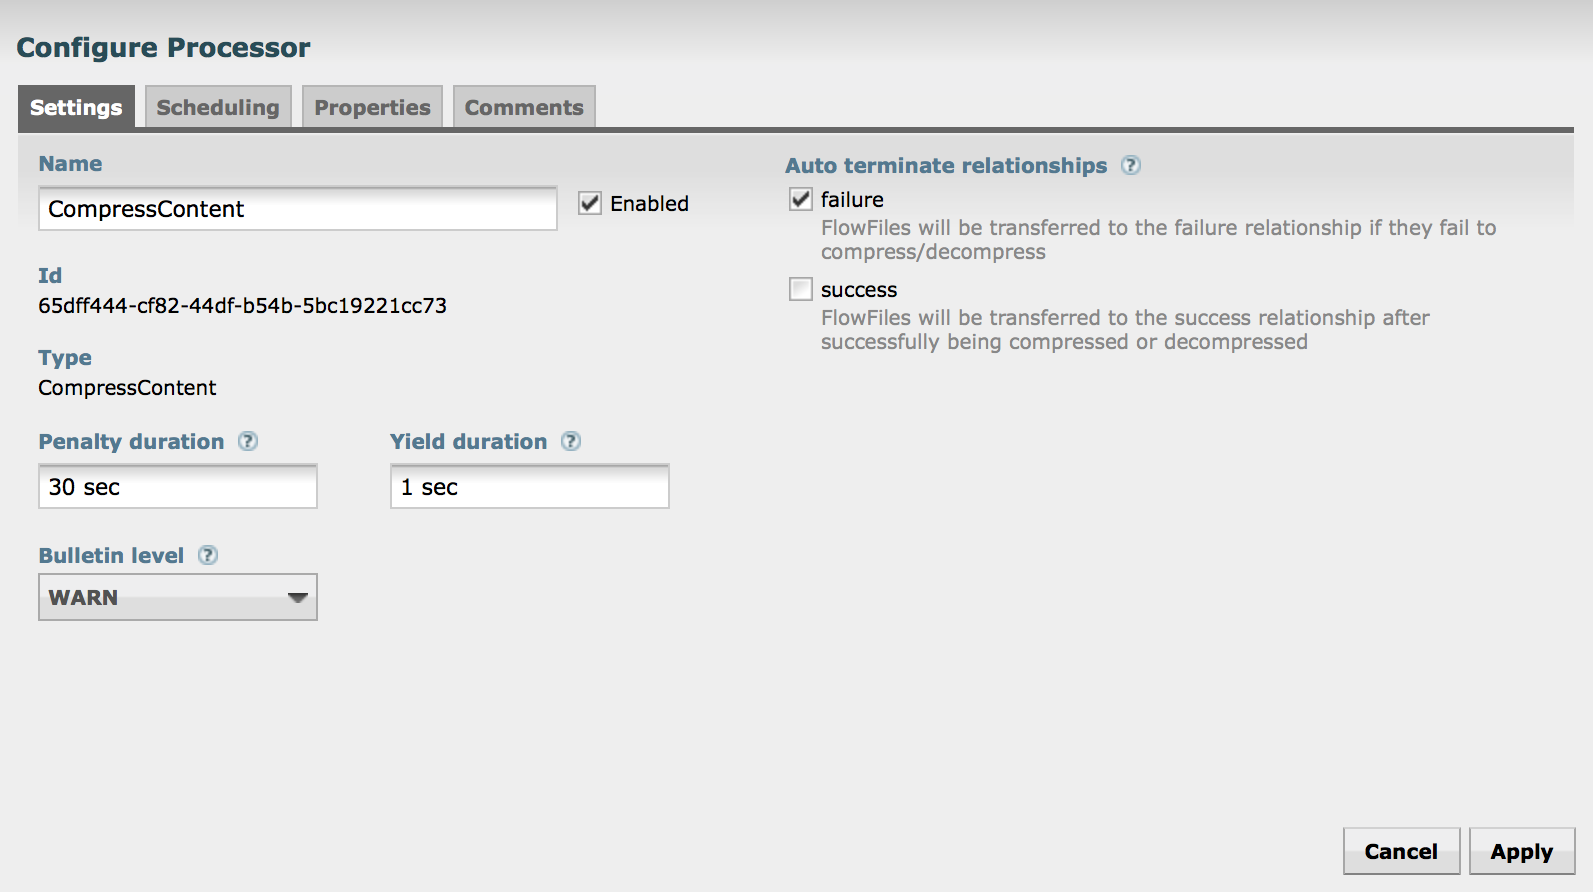 Configure Processor
Settings
Scheduling
Properties
Comments
Name
CompressContent
Enabled
Id
65dff444-cf82-44df-b54b-5bc19221cc73
Type
CompressContent
Penalty duration ?
Yield duration ?
30 sec
1 sec
Bulletin level ?
WARN
Auto terminate relationships ?
failure
FlowFiles will be transferred to the failure relationship if they fail to
compress/decompress
success
FlowFiles will be transferred to the success relationship after
successfully being compressed or decompressed
Cancel
Apply